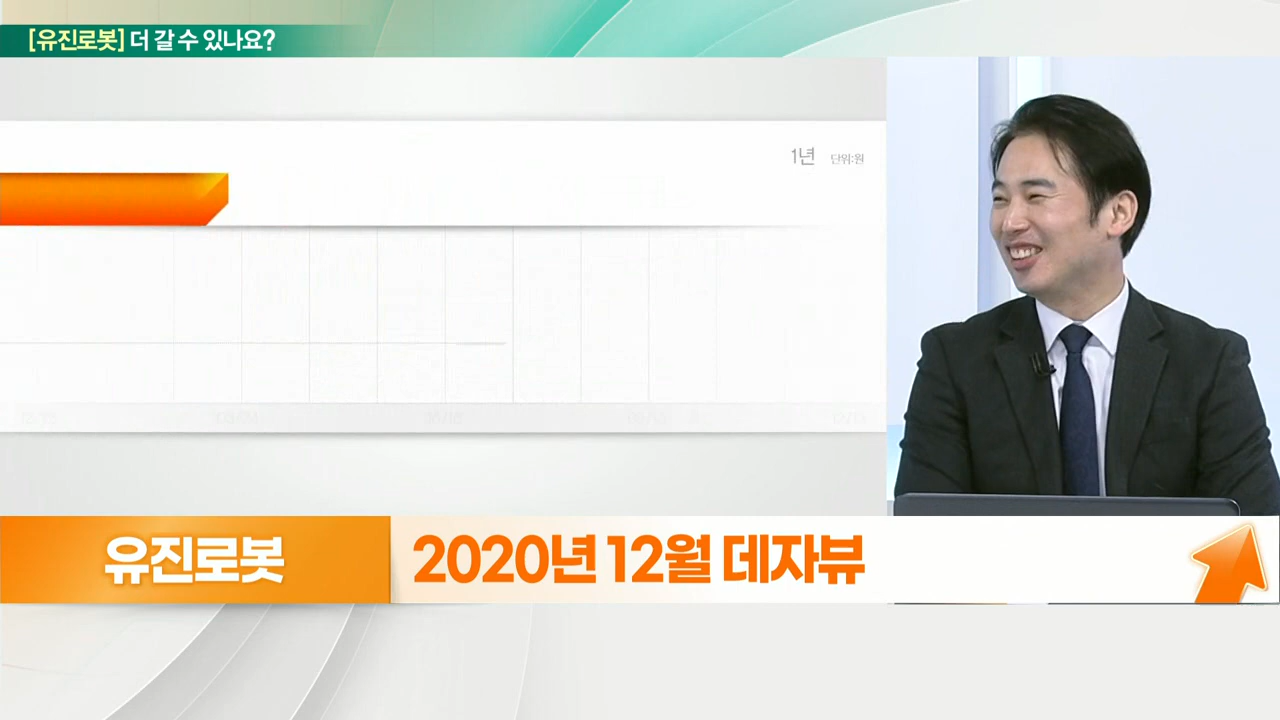 [유진로봇] 더 갈 수 있나요?
1년 단위:원
유진로봇
2020년 12월 데자뷰